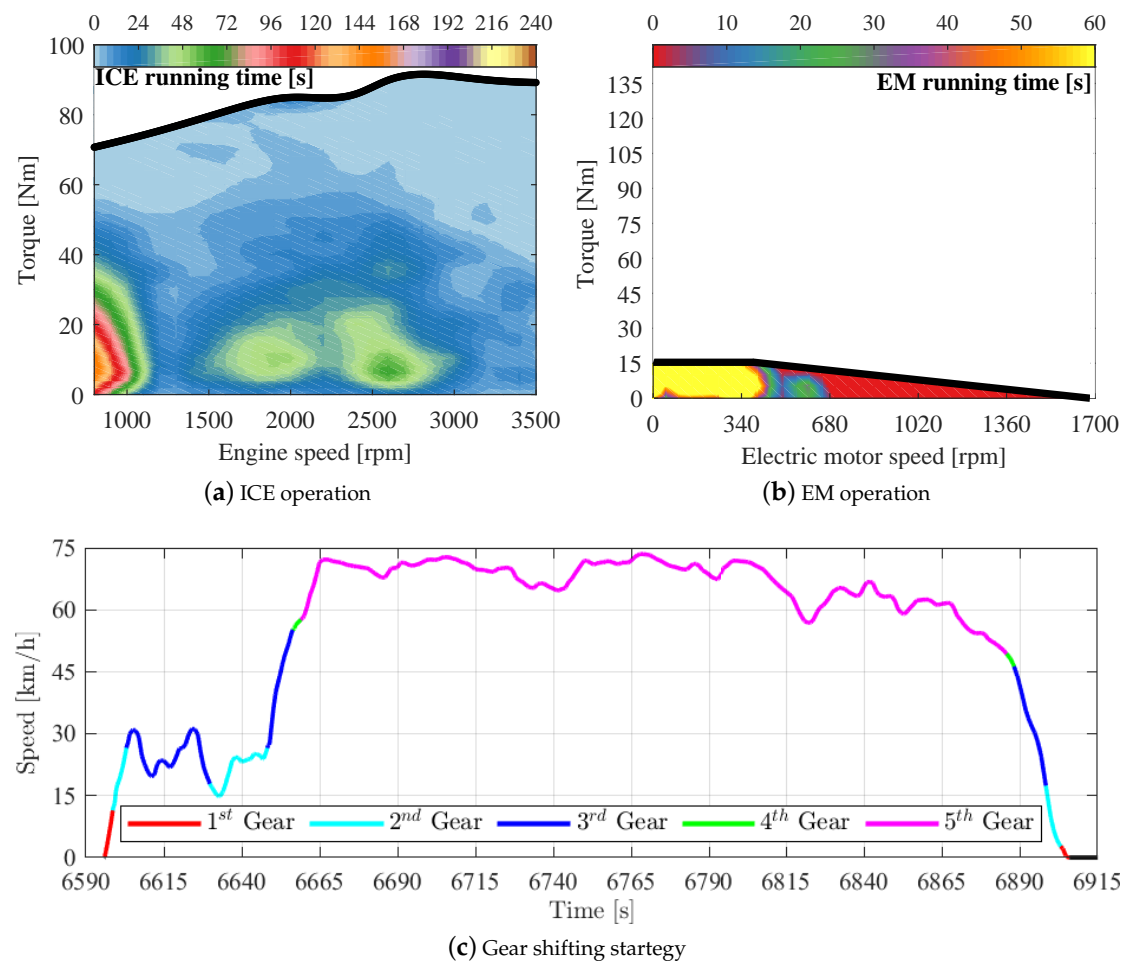 0 24 48 72 96 120 144 168 192 216 240
ICE running time [s]
100
80
60
40
20
0
Torque [Nm]
1000 1500 2000 2500 3000 3500
Engine speed [rpm]
(a) ICE operation
0 10 20 30 40 50 60
EM running time [s]
135
120
105
90
75
60
45
30
15
0
Torque [Nm]
0 340 680 1020 1360 1700
Electric motor speed [rpm]
(b) EM operation
75
60
45
30
15
0
Speed [km/h]
1st Gear 2nd Gear 3rd Gear 4th Gear 5th Gear
6590 6615 6640 6665 6690 6715 6740 6765 6790 6815 6840 6865 6890 6915
Time [s]
(c) Gear shifting startegy